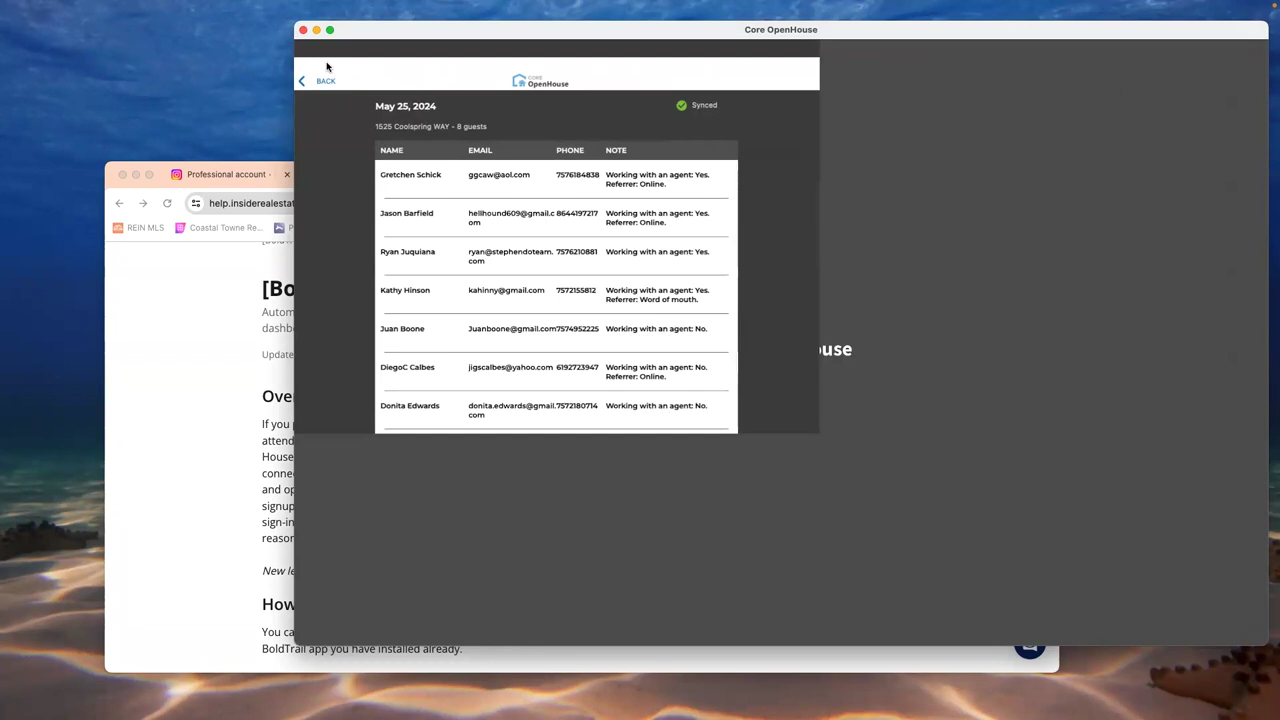 Core OpenHouse
BACK
CORE
OpenHouse
May 25, 2024
Synced
1525 Coolspring WAY - 8 guests
NAME EMAIL PHONE NOTE
Gretchen Schick ggcaw@aol.com 7576184838 Working with an agent: Yes.
Referrer: Online.
Jason Barfield hellhound609@gmail.c 8644197217 Working with an agent: Yes.
om Referrer: Online.
Ryan Juquiana ryan@stephendoteam. 7576210881 Working with an agent: Yes.
com
Kathy Hinson kahinny@gmail.com 7572155812 Working with an agent: Yes.
Referrer: Word of mouth.
Juan Boone Juanboone@gmail.com 7574952225 Working with an agent: No.
DiegoC Calbes jigscalbes@yahoo.com 6192723947 Working with an agent: No.
Referrer: Online.
Donita Edwards donita.edwards@gmail. 7572180714 Working with an agent: No.
com
ouse
Professional account ·
help.insiderealestat
REIN MLS Coastal Towne Re... P
[Bo
Autom
dashbo
Update
Over
If you p
attend
House
conne
and op
signup
sign-in
reason
New le
How
You ca
BoldTrail app you have installed already.